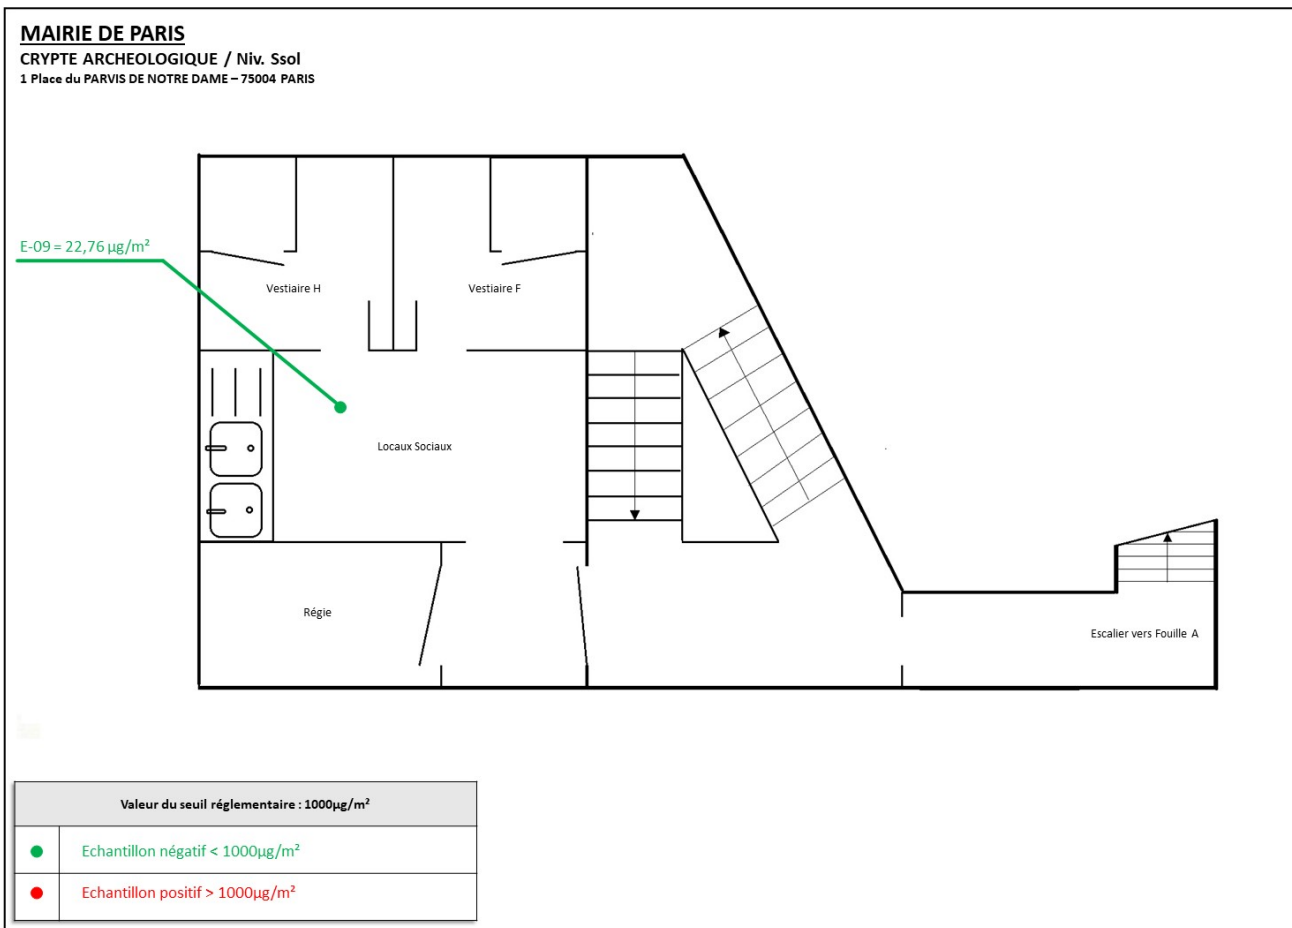 MAIRIE DE PARIS
CRYPTE ARCHEOLOGIQUE / Niv. Ssol
1 Place du PARVIS DE NOTRE DAME – 75004 PARIS
E-09 = 22,76 µg/m²
Vestiaire H
Vestiaire F
Locaux Sociaux
Régie
Escalier vers Fouille A
Valeur du seuil réglementaire : 1000µg/m²
Echantillon négatif < 1000µg/m²
Echantillon positif > 1000µg/m²